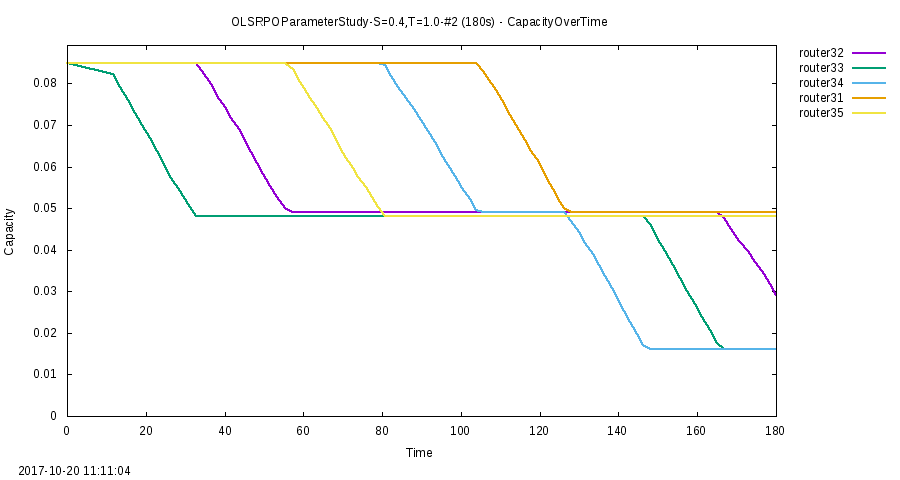 OLSRPOParameterStudy-S=0.4,T=1.0-#2 (180s) - CapacityOverTime
router32
router33
router34
router31
router35
0.08
0.07
0.06
0.05
0.04
0.03
0.02
0.01
0
Capacity
0 20 40 60 80 100 120 140 160 180
Time
2017-10-20 11:11:04